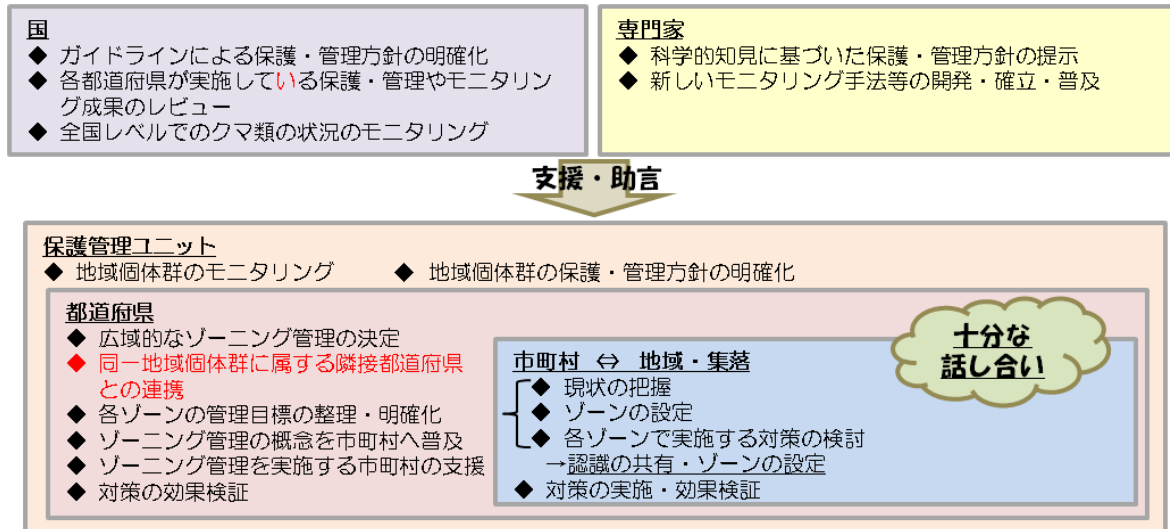 国
◆ ガイドラインによる保護・管理方針の明確化
◆ 各都道府県が実施している保護・管理やモニタリン
グ成果のレビュー
◆ 全国レベルでのクマ類の状況のモニタリング
専門家
◆ 科学的知見に基づいた保護・管理方針の提示
◆ 新しいモニタリング手法等の開発・確立・普及
支援・助言
保護管理ユニット
◆ 地域個体群のモニタリング
◆ 地域個体群の保護・管理方針の明確化
都道府県
◆ 広域的なゾーニング管理の決定
◆ 同一地域個体群に属する隣接都道府県
との連携
◆ 各ゾーンの管理目標の整理・明確化
◆ ゾーニング管理の概念を市町村へ普及
◆ ゾーニング管理を実施する市町村の支援
◆ 対策の効果検証
十分な
話し合い
市町村 ⇔ 地域・集落
◆ 現状の把握
◆ ゾーンの設定
◆ 各ゾーンで実施する対策の検討
→認識の共有・ゾーンの設定
◆ 対策の実施・効果検証